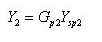 Y₂ = Gₚ₂Yₛₚ₂